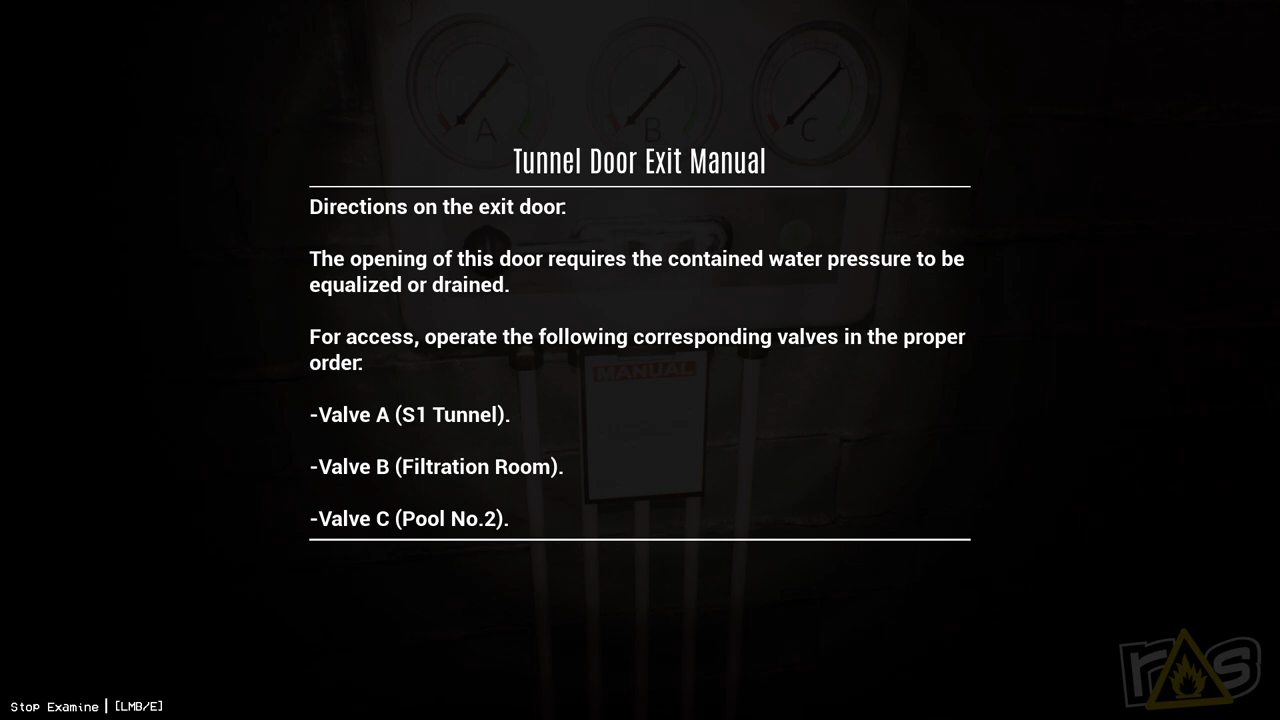 A
B
C
Tunnel Door Exit Manual
Directions on the exit door:
The opening of this door requires the contained water pressure to be
equalized or drained.
For access, operate the following corresponding valves in the proper
order:
MANUAL
-Valve A (S1 Tunnel).
-Valve B (Filtration Room).
-Valve C (Pool No.2).
ras
Stop Examine | [LMB/E]